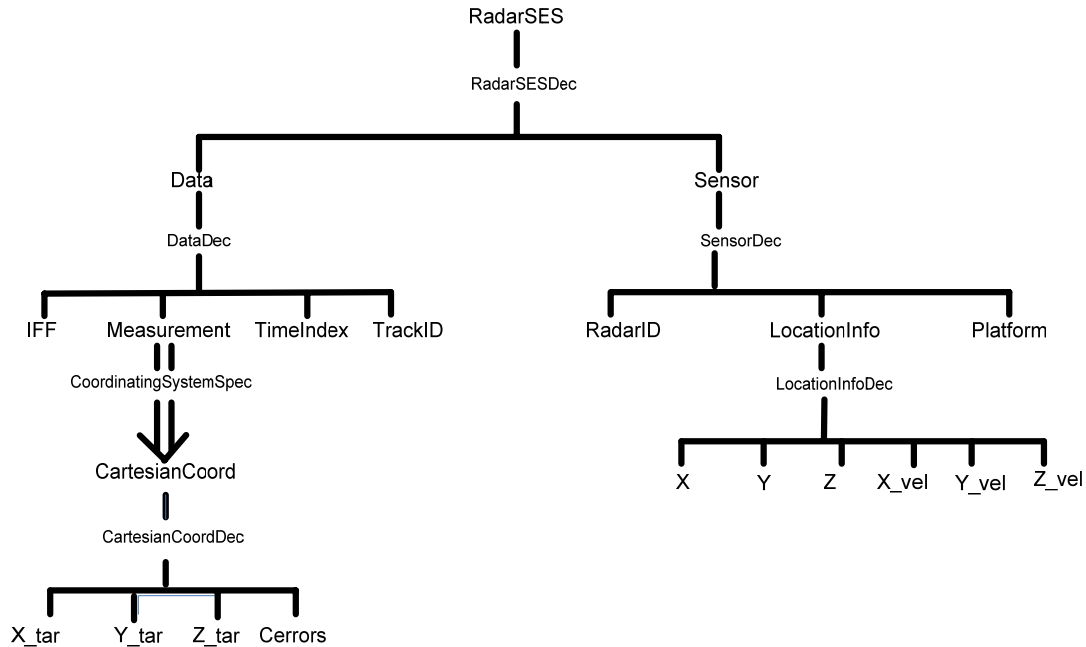 RadarSES
RadarSESDec
Data Sensor
DataDec SensorDec
IFF Measurement TimeIndex TrackID RadarID LocationInfo Platform
CoordinatingSystemSpec LocationInfoDec
CartesianCoord X Y Z X_vel Y_vel Z_vel
CartesianCoordDec
X_tar Y_tar Z_tar Cerrors